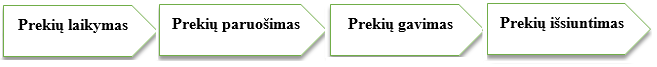 Prekių laikymas
Prekių paruošimas
Prekių gavimas
Prekių išsiuntimas